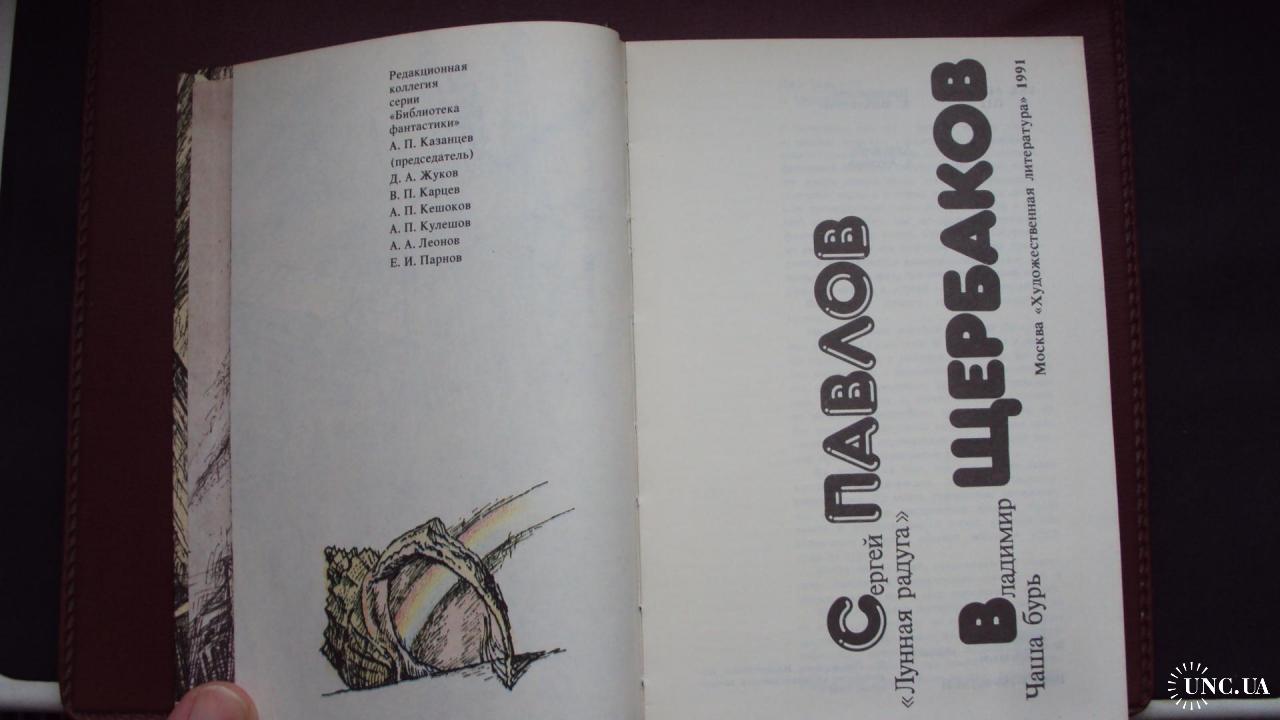 Редакционная
коллегия
серии
«Библиотека
фантастики»
А. П. Казанцев
(председатель)
Д. А. Жуков
В. П. Карцев
А. П. Кешоков
А. П. Кулешов
А. А. Леонов
Е. И. Парнов
Сергей ПАВЛОВ
«Лунная радуга»
Владимир ЩЕРБАКОВ
Чаша бурь
Москва «Художественная литература» 1991
UNC.UA